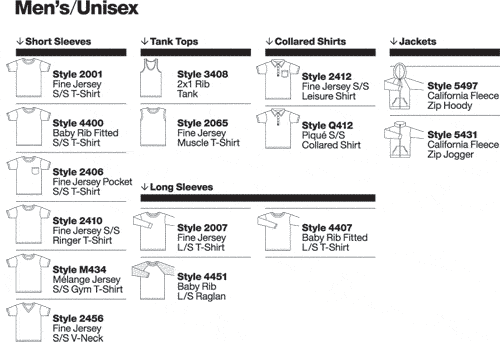 Men's/Unisex
↓ Short Sleeves
Style 2001
Fine Jersey
S/S T-Shirt
Style 4400
Baby Rib Fitted
S/S T-Shirt
Style 2406
Fine Jersey Pocket
S/S T-Shirt
Style 2410
Fine Jersey S/S
Ringer T-Shirt
Style M434
Mélange Jersey
S/S Gym T-Shirt
Style 2456
Fine Jersey
S/S V-Neck
↓ Tank Tops
Style 3408
2x1 Rib
Tank
Style 2065
Fine Jersey
Muscle T-Shirt
↓ Collared Shirts
Style 2412
Fine Jersey S/S
Leisure Shirt
Style Q412
Piqué S/S
Collared Shirt
↓ Jackets
Style 5497
California Fleece
Zip Hoody
Style 5431
California Fleece
Zip Jogger
↓ Long Sleeves
Style 2007
Fine Jersey
L/S T-Shirt
Style 4451
Baby Rib
L/S Raglan
Style 4407
Baby Rib Fitted
L/S T-Shirt